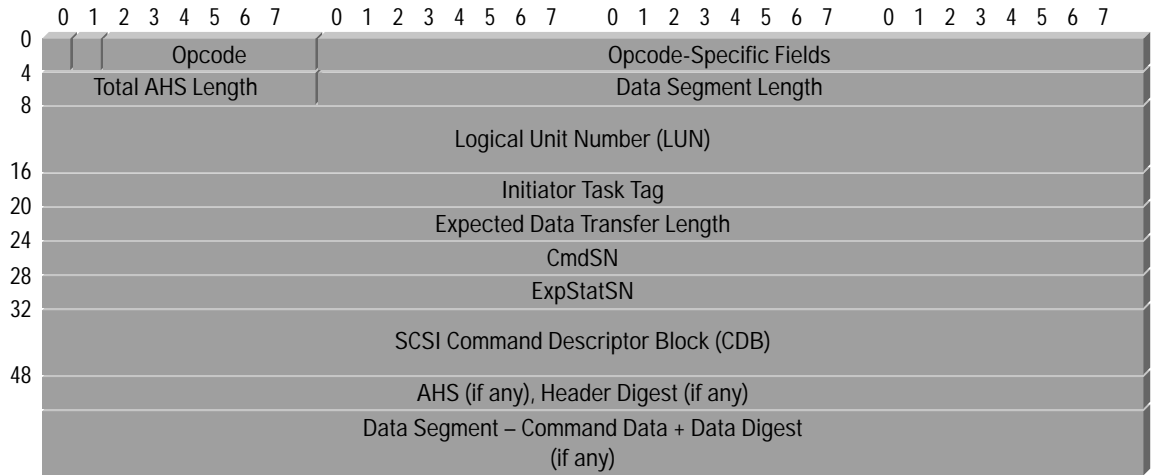 0 1 2 3 4 5 6 7 0 1 2 3 4 5 6 7 0 1 2 3 4 5 6 7 0 1 2 3 4 5 6 7
0
Opcode Opcode-Specific Fields
4
Total AHS Length Data Segment Length
8
Logical Unit Number (LUN)
16
Initiator Task Tag
20
Expected Data Transfer Length
24
CmdSN
28
ExpStatSN
32
SCSI Command Descriptor Block (CDB)
48
AHS (if any), Header Digest (if any)
Data Segment – Command Data + Data Digest
(if any)